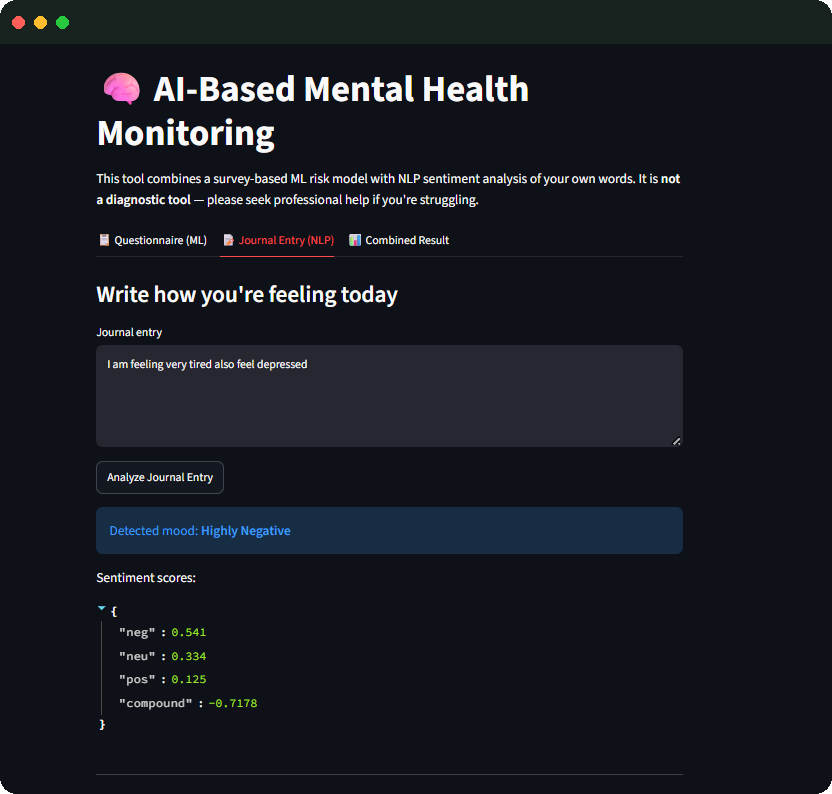 AI-Based Mental Health
Monitoring
This tool combines a survey-based ML risk model with NLP sentiment analysis of your own words. It is not
a diagnostic tool — please seek professional help if you're struggling.
Questionnaire (ML) Journal Entry (NLP) Combined Result
Write how you're feeling today
Journal entry
I am feeling very tired also feel depressed
Analyze Journal Entry
Detected mood: Highly Negative
Sentiment scores:
{
"neg" : 0.541
"neu" : 0.334
"pos" : 0.125
"compound" : -0.7178
}